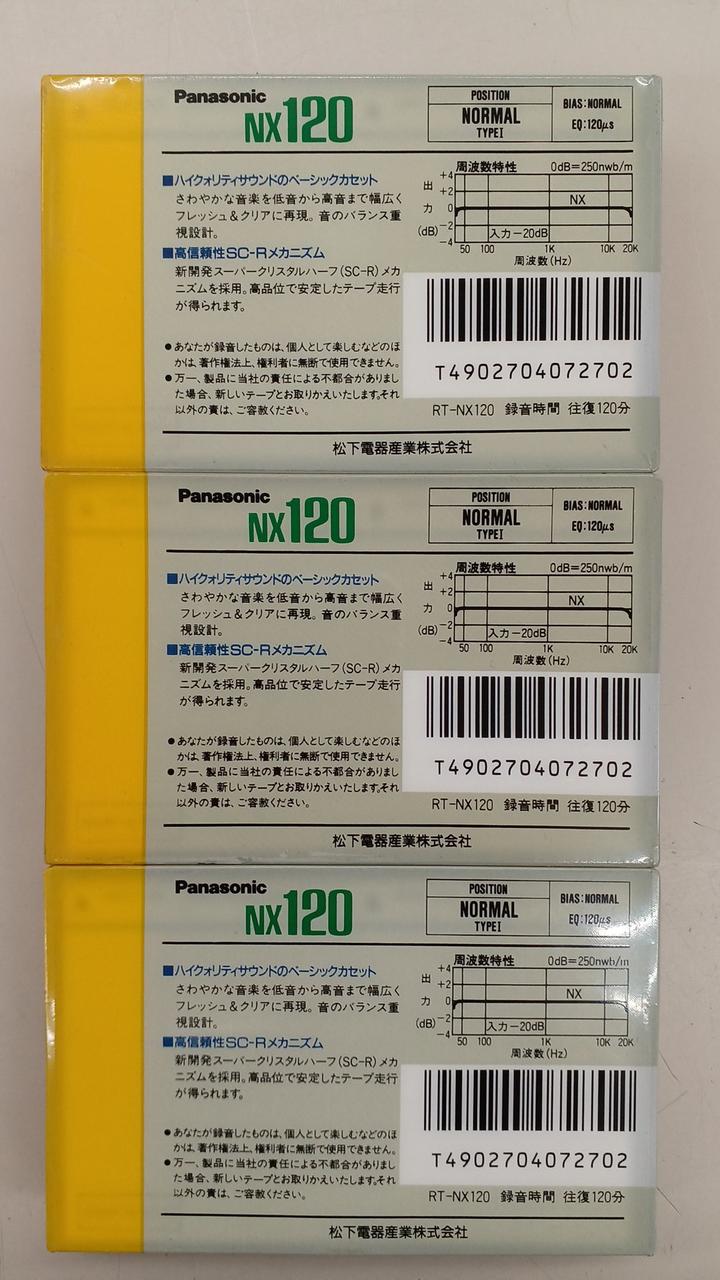 Panasonic
NX120
POSITION
NORMAL
TYPE I
BIAS:NORMAL
EQ:120μs
■ハイクォリティサウンドのベーシックカセット
さわやかな音楽を低音から高音まで幅広く
フレッシュ&クリアに再現。音のバランス重
視設計。
■高信頼性SC-Rメカニズム
新開発スーパークリスタルハーフ(SC-R)メカ
ニズムを採用。高品位で安定したテープ走行
が得られます。
●あなたが録音したものは、個人として楽しむなどのほ
かは、著作権法上、権利者に無断で使用できません。
●万一、製品に当社の責任による不都合がありまし
た場合、新しいテープとお取りかえいたします。それ
以外の責は、ご容赦ください。
周波数特性 0dB=250nwb/m
出力(dB)
+4
+2
0
-2
-4
NX
入力-20dB
50 100 1K 10K 20K
周波数(Hz)
T4902704072702
RT-NX120 録音時間 往復120分
松下電器産業株式会社
Panasonic
NX120
POSITION
NORMAL
TYPE I
BIAS:NORMAL
EQ:120μs
■ハイクォリティサウンドのベーシックカセット
さわやかな音楽を低音から高音まで幅広く
フレッシュ&クリアに再現。音のバランス重
視設計。
■高信頼性SC-Rメカニズム
新開発スーパークリスタルハーフ(SC-R)メカ
ニズムを採用。高品位で安定したテープ走行
が得られます。
●あなたが録音したものは、個人として楽しむなどのほ
かは、著作権法上、権利者に無断で使用できません。
●万一、製品に当社の責任による不都合がありまし
た場合、新しいテープとお取りかえいたします。それ
以外の責は、ご容赦ください。
周波数特性 0dB=250nwb/m
出力(dB)
+4
+2
0
-2
-4
NX
入力-20dB
50 100 1K 10K 20K
周波数(Hz)
T4902704072702
RT-NX120 録音時間 往復120分
松下電器産業株式会社
Panasonic
NX120
POSITION
NORMAL
TYPE I
BIAS:NORMAL
EQ:120μs
■ハイクォリティサウンドのベーシックカセット
さわやかな音楽を低音から高音まで幅広く
フレッシュ&クリアに再現。音のバランス重
視設計。
■高信頼性SC-Rメカニズム
新開発スーパークリスタルハーフ(SC-R)メカ
ニズムを採用。高品位で安定したテープ走行
が得られます。
●あなたが録音したものは、個人として楽しむなどのほ
かは、著作権法上、権利者に無断で使用できません。
●万一、製品に当社の責任による不都合がありまし
た場合、新しいテープとお取りかえいたします。それ
以外の責は、ご容赦ください。
周波数特性 0dB=250nwb/m
出力(dB)
+4
+2
0
-2
-4
NX
入力-20dB
50 100 1K 10K 20K
周波数(Hz)
T4902704072702
RT-NX120 録音時間 往復120分
松下電器産業株式会社